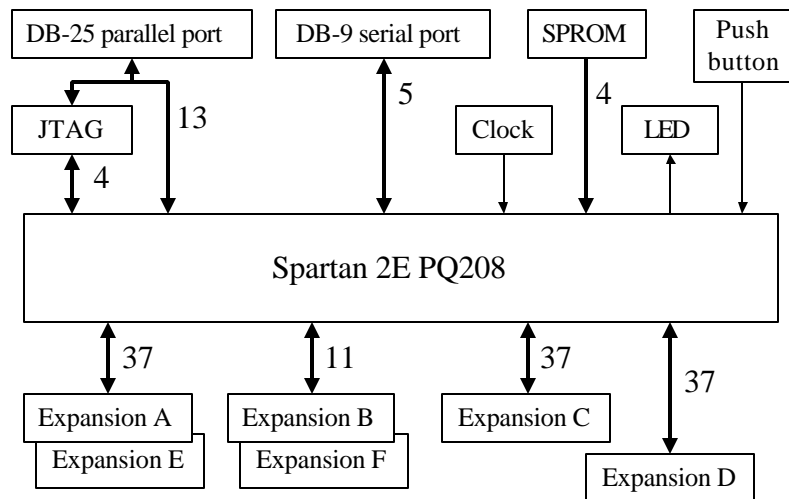 DB-25 parallel port
DB-9 serial port
SPROM
Push
button
13
5
4
JTAG
Clock
LED
4
Spartan 2E PQ208
37
11
37
37
Expansion A
Expansion B
Expansion C
Expansion E
Expansion F
Expansion D